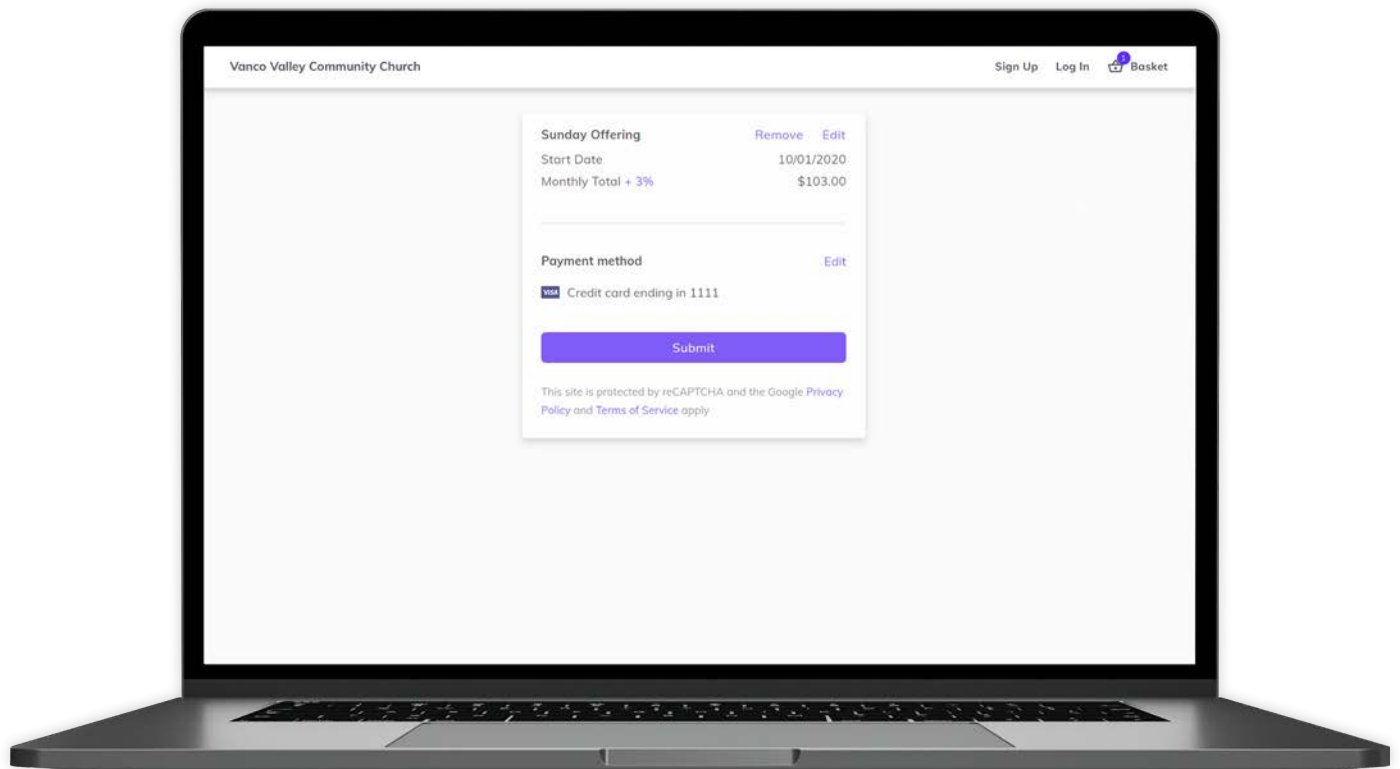 Vanco Valley Community Church
Sign Up Log In 1 Basket
Sunday Offering Remove Edit
Start Date 10/01/2020
Monthly Total + 3% $103.00
Payment method Edit
VISA Credit card ending in 1111
Submit
This site is protected by reCAPTCHA and the Google Privacy
Policy and Terms of Service apply